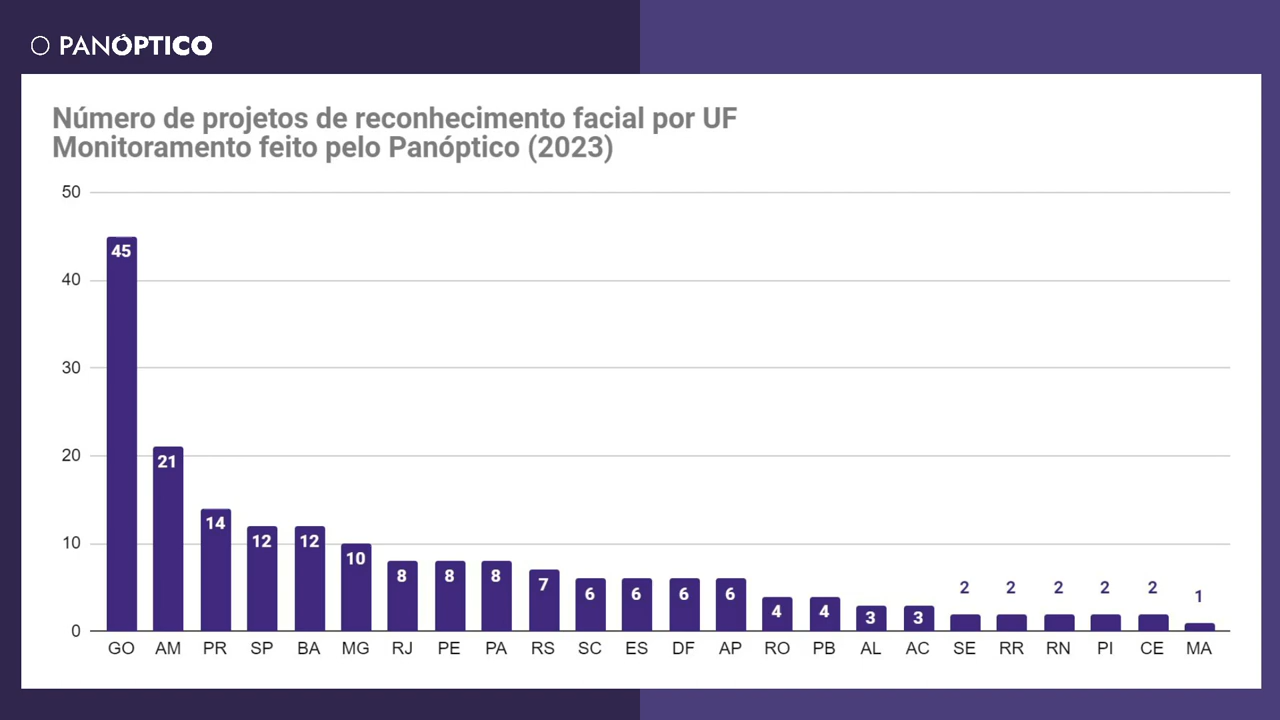 O PANÓPTICO
Número de projetos de reconhecimento facial por UF
Monitoramento feito pelo Panóptico (2023)
50
40
30
20
10
0
45 21 14 12 12 10 8 8 8 7 6 6 6 6 4 4 3 3 2 2 2 2 2 1
GO AM PR SP BA MG RJ PE PA RS SC ES DF AP RO PB AL AC SE RR RN PI CE MA